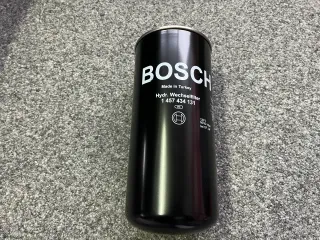 BOSCH
Made in Turkey
Hydr. Wechselfilter
1 457 434 131